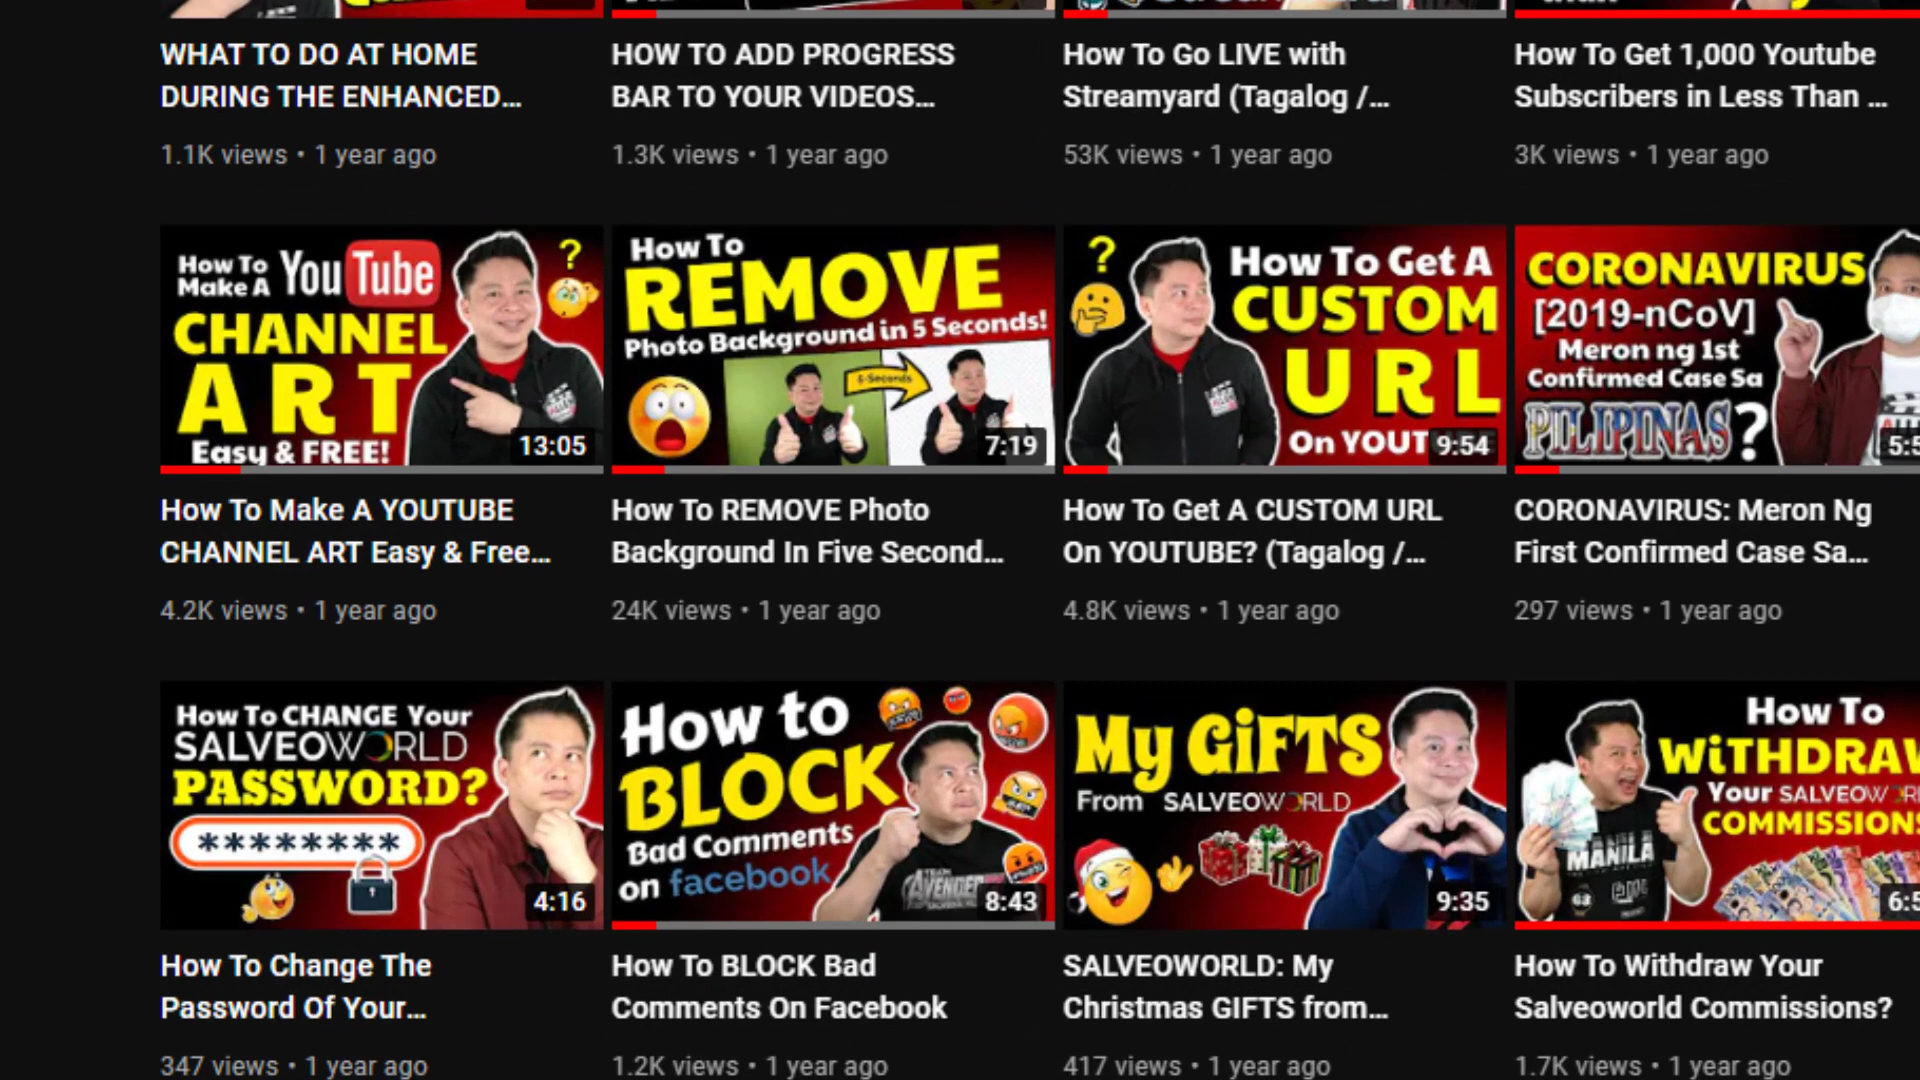 WHAT TO DO AT HOME
DURING THE ENHANCED...
1.1K views • 1 year ago
HOW TO ADD PROGRESS
BAR TO YOUR VIDEOS...
1.3K views • 1 year ago
How To Go LIVE with
Streamyard (Tagalog /...
53K views • 1 year ago
How To Get 1,000 Youtube
Subscribers in Less Than ...
3K views • 1 year ago
How To
Make A YouTube
CHANNEL
ART
Easy & FREE!
13:05
How To Make A YOUTUBE
CHANNEL ART Easy & Free...
4.2K views • 1 year ago
How To
REMOVE
Photo Background in 5 Seconds!
5 Seconds
7:19
How To REMOVE Photo
Background In Five Second...
24K views • 1 year ago
How To Get A
CUSTOM
URL
On YOUT
9:54
How To Get A CUSTOM URL
On YOUTUBE? (Tagalog /...
4.8K views • 1 year ago
CORONAVIRUS
[2019-nCoV]
Meron ng 1st
Confirmed Case Sa
PILIPINAS?
CORONAVIRUS: Meron Ng
First Confirmed Case Sa...
297 views • 1 year ago
How To CHANGE Your
SALVEOWORLD
PASSWORD?
********
4:16
How To Change The
Password Of Your...
347 views • 1 year ago
How to
BLOCK
Bad Comments
on facebook
8:43
How To BLOCK Bad
Comments On Facebook
1.2K views • 1 year ago
My GiFTS
From SALVEOWORLD
9:35
SALVEOWORLD: My
Christmas GIFTS from...
417 views • 1 year ago
How To
WiTHDRAW
Your SALVEOWOR
COMMISSIONS
MANILA
How To Withdraw Your
Salveoworld Commissions?
1.7K views • 1 year ago